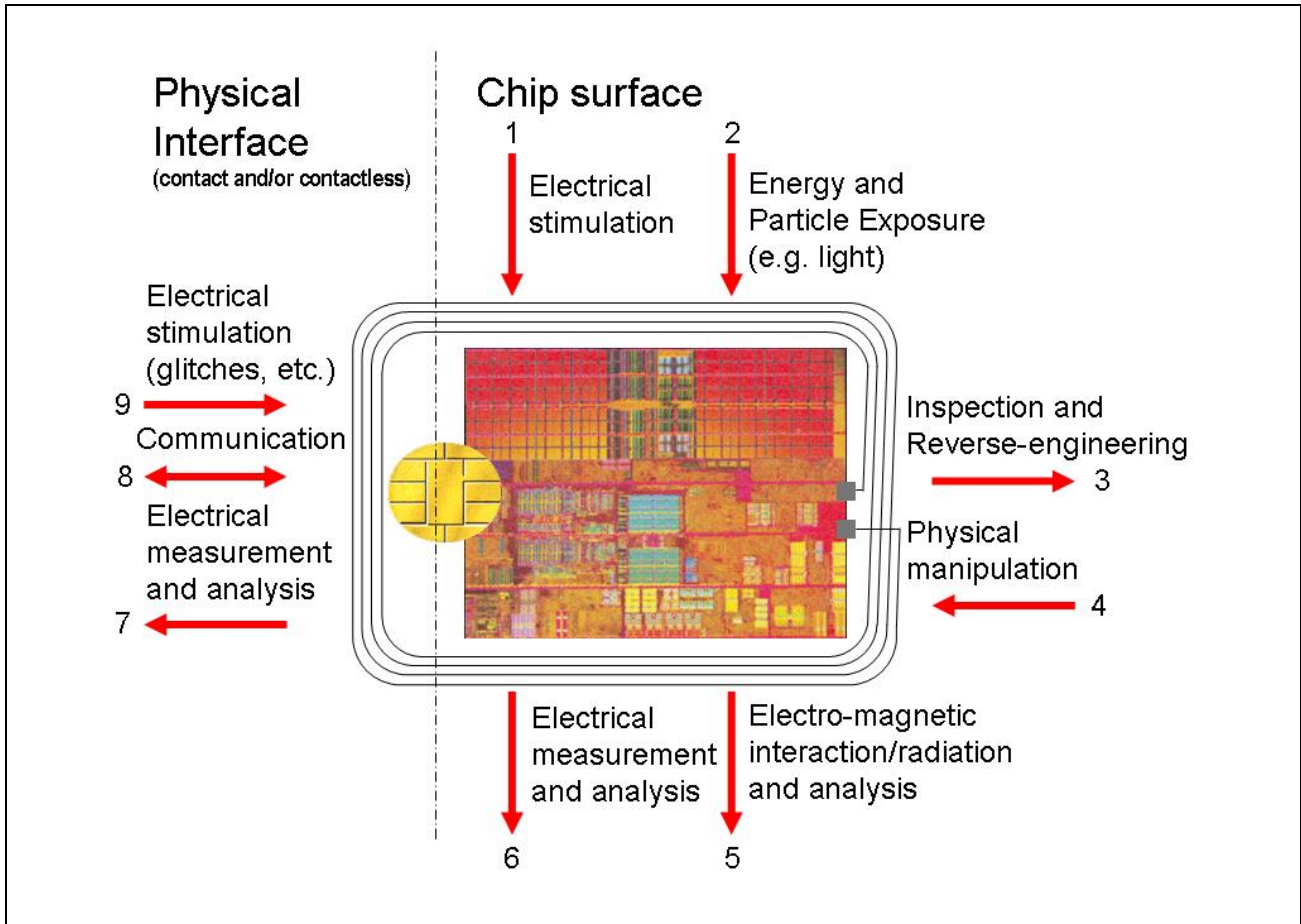 Physical
Interface
(contact and/or contactless)
Chip surface
1
2
Electrical
stimulation
Energy and
Particle Exposure
(e.g. light)
Electrical
stimulation
(glitches, etc.)
9
Communication
8
Electrical
measurement
and analysis
7
Inspection and
Reverse-engineering
3
Physical
manipulation
4
Electrical
measurement
and analysis
6
Electro-magnetic
interaction/radiation
and analysis
5